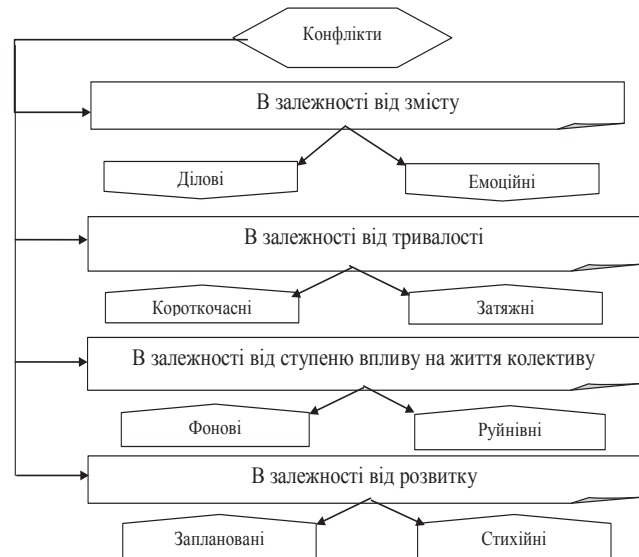 Конфлікти
В залежності від змісту
Ділові
Емоційні
В залежності від тривалості
Короткочасні
Затяжні
В залежності від ступеню впливу на життя колективу
Фонові
Руйнівні
В залежності від розвитку
Заплановані
Стихійні